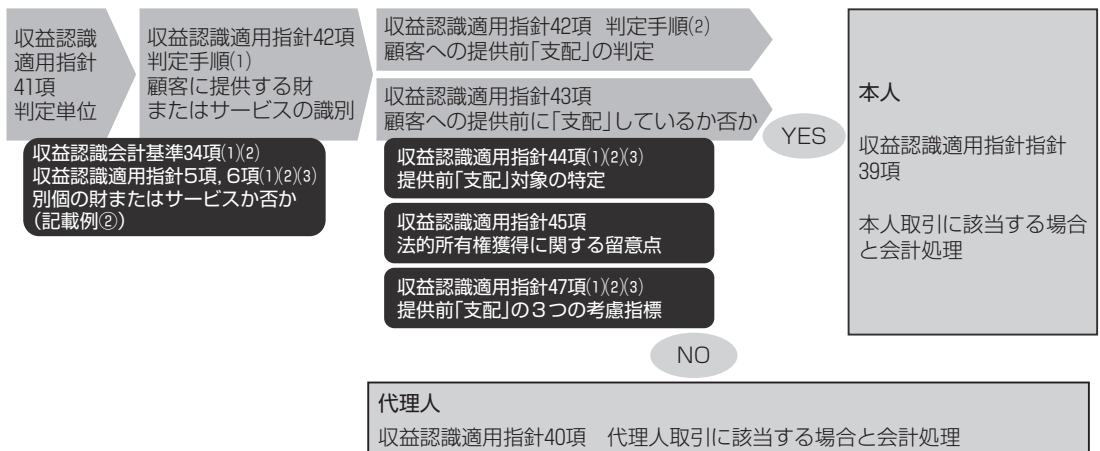 収益認識
適用指針
41項
判定単位
収益認識適用指針42項
判定手順⑴
顧客に提供する財
またはサービスの識別
収益認識会計基準34項⑴⑵
収益認識適用指針5項，6項⑴⑵⑶
別個の財またはサービスか否か
（記載例②）
収益認識適用指針42項 判定手順⑵
顧客への提供前「支配」の判定
収益認識適用指針43項
顧客への提供前に「支配」しているか否か
収益認識適用指針44項⑴⑵⑶
提供前「支配」対象の特定
収益認識適用指針45項
法的所有権獲得に関する留意点
収益認識適用指針47項⑴⑵⑶
提供前「支配」の３つの考慮指標
YES
本人
収益認識適用指針指針
39項
本人取引に該当する場合
と会計処理
NO
代理人
収益認識適用指針40項　代理人取引に該当する場合と会計処理